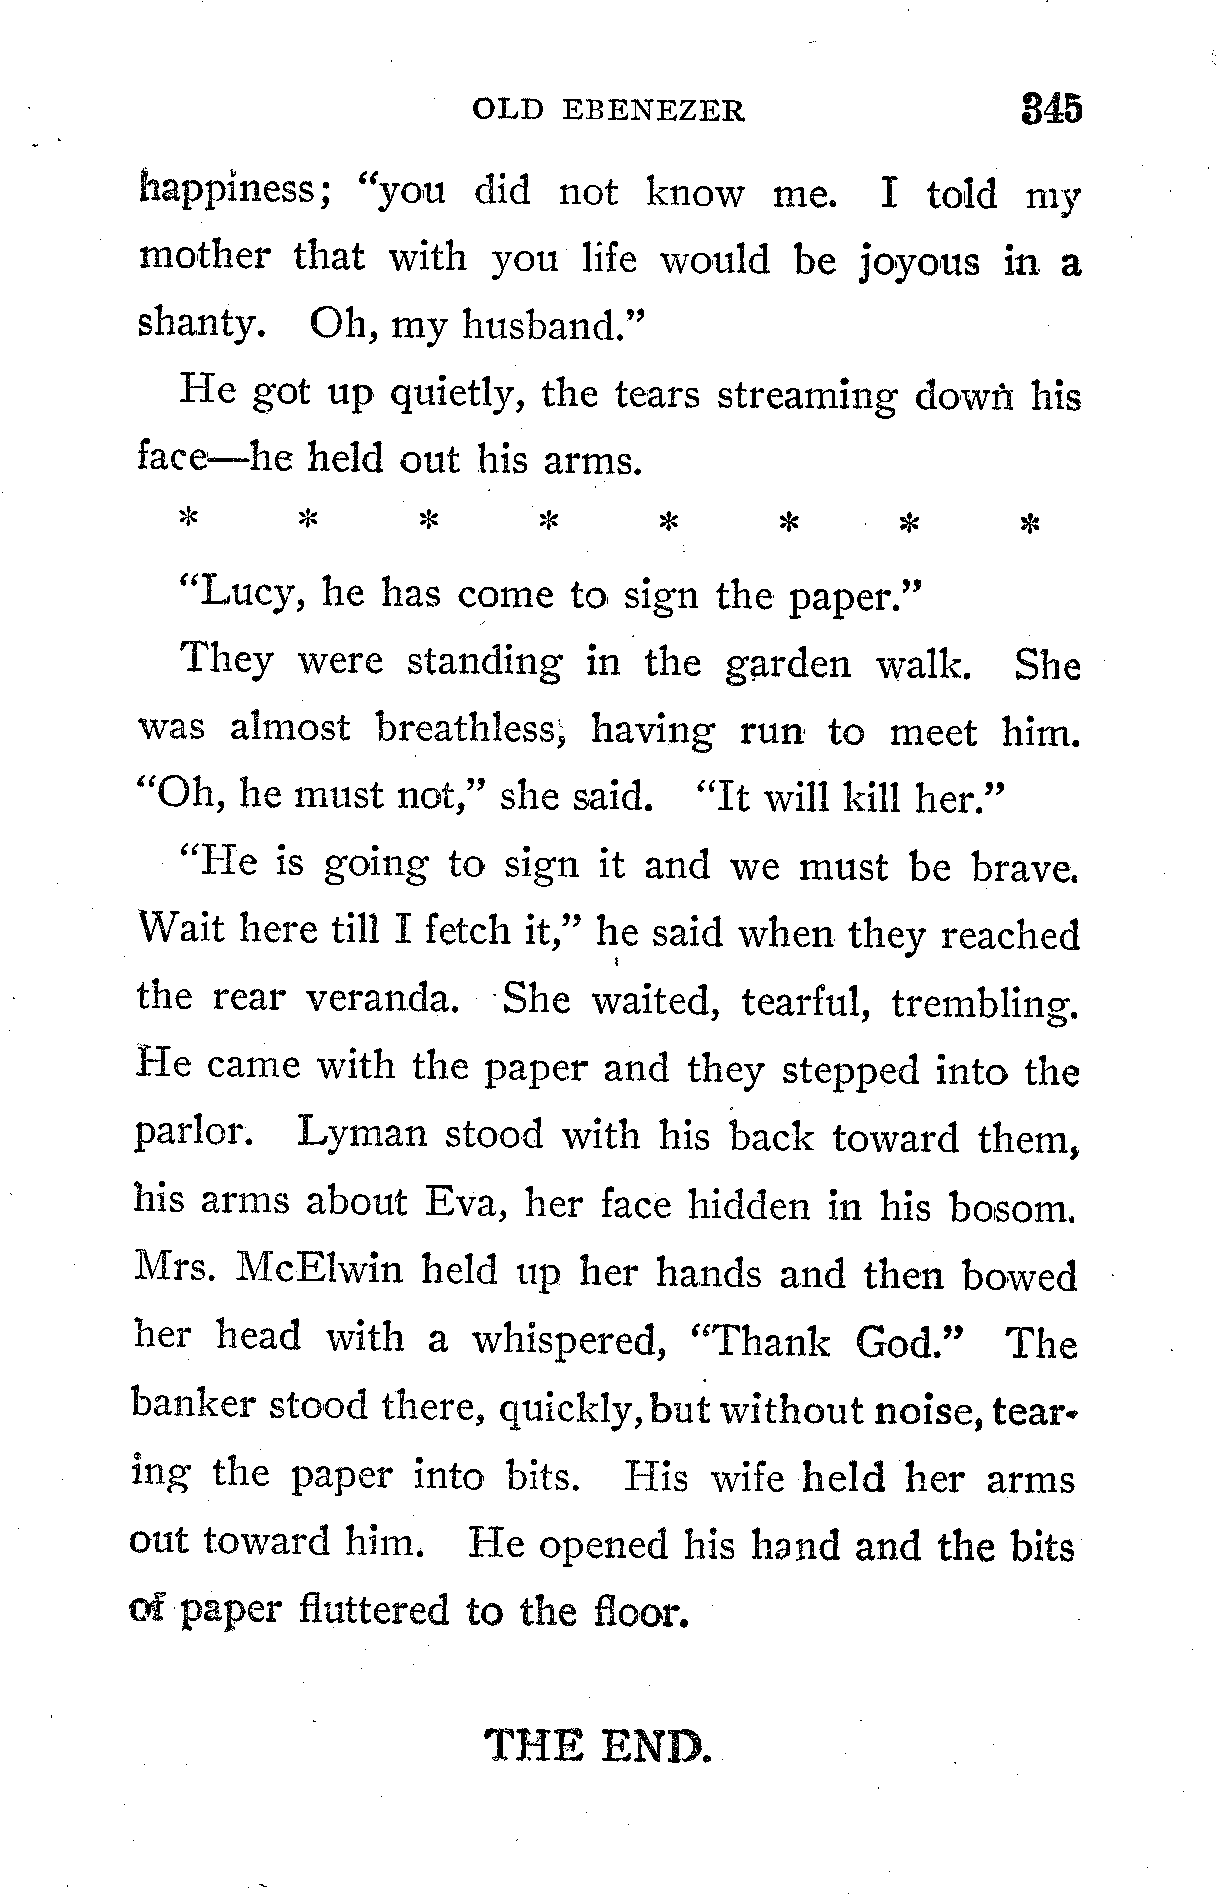 OLD EBENEZER 345
happiness; “you did not know me. I told my
mother that with you life would be joyous in a
shanty. Oh, my husband.”
He got up quietly, the tears streaming down his
face—he held out his arms.
* * * * * * * *
“Lucy, he has come to sign the paper.”
They were standing in the garden walk. She
was almost breathless, having run to meet him.
“Oh, he must not,” she said. “It will kill her.”
“He is going to sign it and we must be brave.
Wait here till I fetch it,” he said when they reached
the rear veranda. She waited, tearful, trembling.
He came with the paper and they stepped into the
parlor. Lyman stood with his back toward them,
his arms about Eva, her face hidden in his bosom.
Mrs. McElwin held up her hands and then bowed
her head with a whispered, “Thank God.” The
banker stood there, quickly, but without noise, tear-
ing the paper into bits. His wife held her arms
out toward him. He opened his hand and the bits
of paper fluttered to the floor.
THE END.